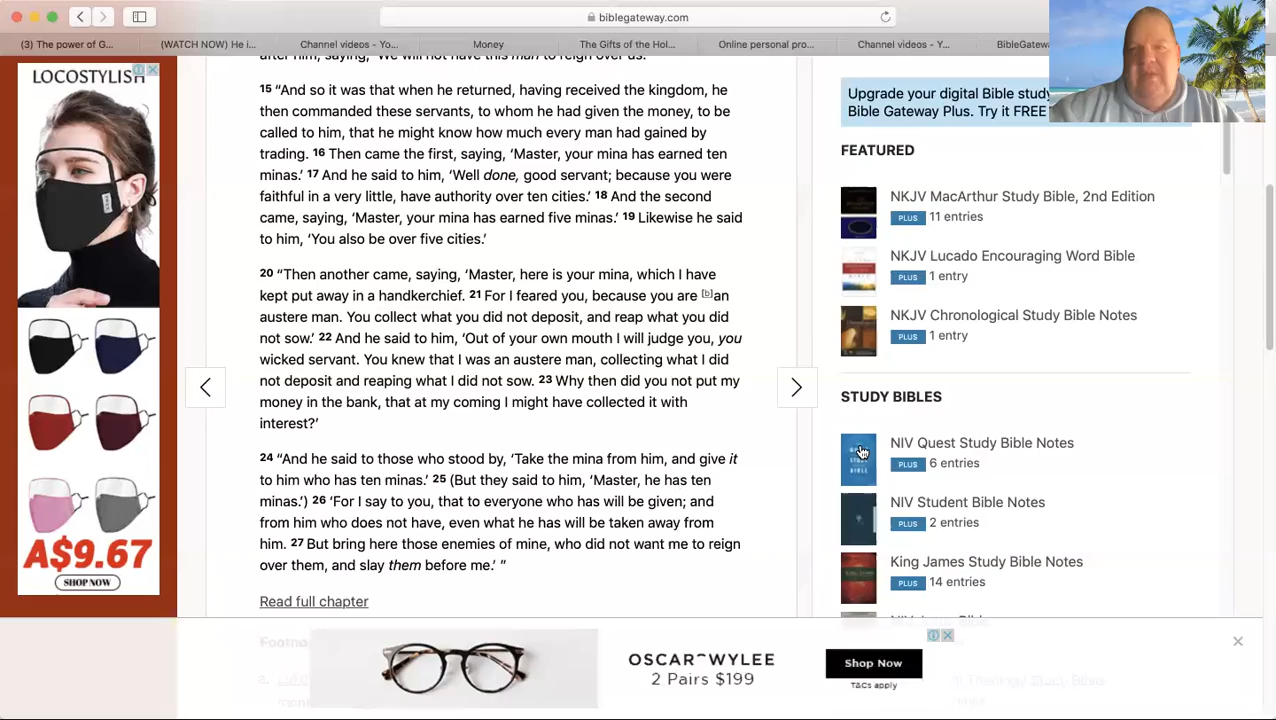 biblegateway.com
(3) The power of G...
(WATCH NOW) He i...
Channel videos - Yo...
Money
The Gifts of the Hol...
Online personal pro...
Channel videos - Y...
BibleGatew
LOCOSTYLISH
A$9.67
SHOP NOW
after him, saying, ‘We will not have this man to reign over us.’
15 “And so it was that when he returned, having received the kingdom, he
then commanded these servants, to whom he had given the money, to be
called to him, that he might know how much every man had gained by
trading. 16 Then came the first, saying, ‘Master, your mina has earned ten
minas.’ 17 And he said to him, ‘Well done, good servant; because you were
faithful in a very little, have authority over ten cities.’ 18 And the second
came, saying, ‘Master, your mina has earned five minas.’ 19 Likewise he said
to him, ‘You also be over five cities.’
20 “Then another came, saying, ‘Master, here is your mina, which I have
kept put away in a handkerchief. 21 For I feared you, because you are [b]an
austere man. You collect what you did not deposit, and reap what you did
not sow.’ 22 And he said to him, ‘Out of your own mouth I will judge you, you
wicked servant. You knew that I was an austere man, collecting what I did
not deposit and reaping what I did not sow. 23 Why then did you not put my
money in the bank, that at my coming I might have collected it with
interest?’
24 “And he said to those who stood by, ‘Take the mina from him, and give it
to him who has ten minas.’ 25 (But they said to him, ‘Master, he has ten
minas.’) 26 ‘For I say to you, that to everyone who has will be given; and
from him who does not have, even what he has will be taken away from
him. 27 But bring here those enemies of mine, who did not want me to reign
over them, and slay them before me.’ ”
Read full chapter
Footno
a.
Upgrade your digital Bible study
Bible Gateway Plus. Try it FREE
FEATURED
NKJV MacArthur Study Bible, 2nd Edition
PLUS 11 entries
NKJV Lucado Encouraging Word Bible
PLUS 1 entry
NKJV Chronological Study Bible Notes
PLUS 1 entry
STUDY BIBLES
NIV Quest Study Bible Notes
PLUS 6 entries
NIV Student Bible Notes
PLUS 2 entries
King James Study Bible Notes
PLUS 14 entries
Theology Study Bible
OSCAR WYLEE
2 Pairs $199
Shop Now
T&Cs apply